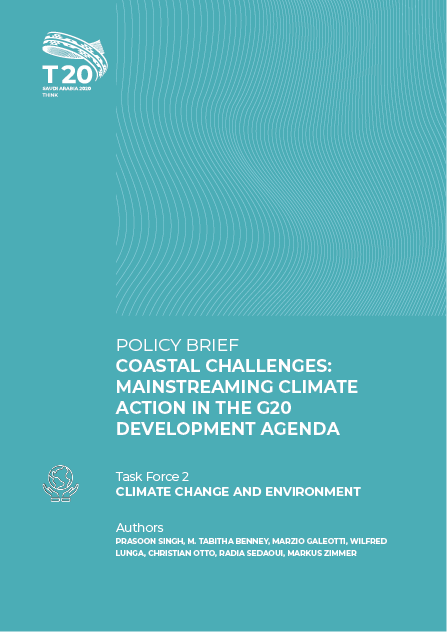 T20
SAUDI ARABIA 2020
THINK
POLICY BRIEF
COASTAL CHALLENGES:
MAINSTREAMING CLIMATE
ACTION IN THE G20
DEVELOPMENT AGENDA
Task Force 2
CLIMATE CHANGE AND ENVIRONMENT
Authors
PRASOON SINGH, M. TABITHA BENNEY, MARZIO GALEOTTI, WILFRED
LUNGA, CHRISTIAN OTTO, RADIA SEDAOUI, MARKUS ZIMMER